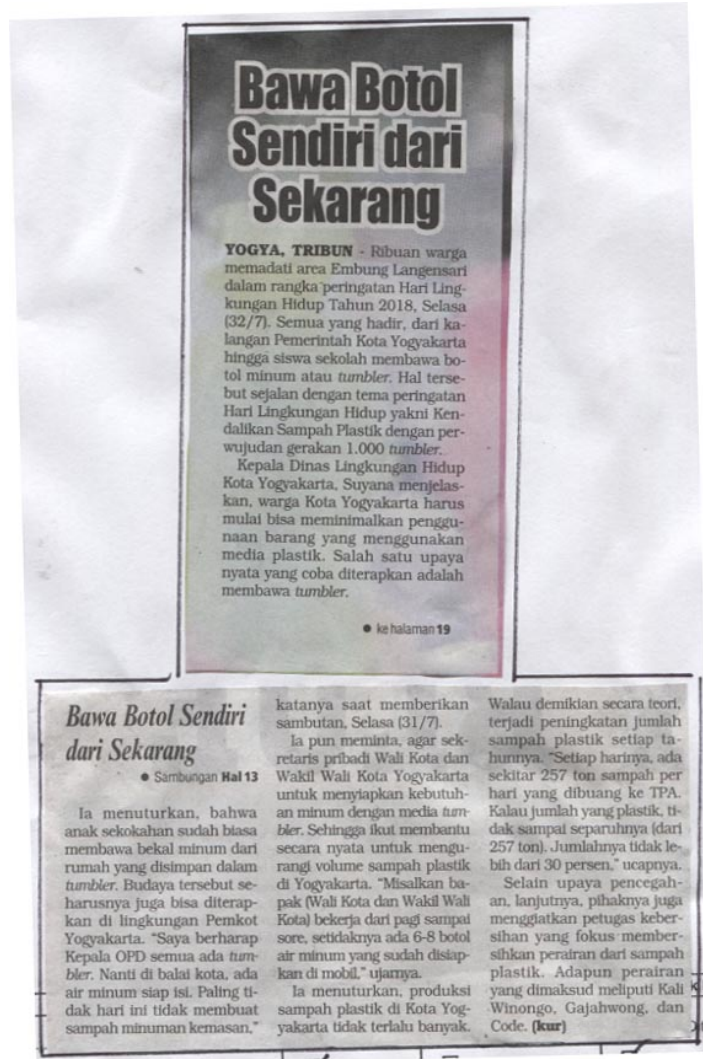 Bawa Botol
Sendiri dari
Sekarang
YOGYA, TRIBUN - Ribuan warga
memadati area Embung Langensari
dalam rangka peringatan Hari Ling-
kungan Hidup Tahun 2018, Selasa
(32/7). Semua yang hadir, dari ka-
langan Pemerintah Kota Yogyakarta
hingga siswa sekolah membawa bo-
tol minum atau tumbler. Hal terse-
but sejalan dengan tema peringatan
Hari Lingkungan Hidup yakni Ken-
dalikan Sampah Plastik dengan per-
wujudan gerakan 1.000 tumbler.
Kepala Dinas Lingkungan Hidup
Kota Yogyakarta, Suyana menjelas-
kan, warga Kota Yogyakarta harus
mulai bisa meminimalkan penggu-
naan barang yang menggunakan
media plastik. Salah satu upaya
nyata yang coba diterapkan adalah
membawa tumbler.
● ke halaman 19
Bawa Botol Sendiri
dari Sekarang
● Sambungan Hal 13
Ia menuturkan, bahwa
anak sekokahan sudah biasa
membawa bekal minum dari
rumah yang disimpan dalam
tumbler. Budaya tersebut se-
harusnya juga bisa diterap-
kan di lingkungan Pemkot
Yogyakarta. "Saya berharap
Kepala OPD semua ada tum-
bler. Nanti di balai kota, ada
air minum siap isi. Paling ti-
dak hari ini tidak membuat
sampah minuman kemasan,"
katanya saat memberikan
sambutan, Selasa (31/7).
Ia pun meminta, agar sek-
retaris pribadi Wali Kota dan
Wakil Wali Kota Yogyakarta
untuk menyiapkan kebutuh-
an minum dengan media tum-
bler. Sehingga ikut membantu
secara nyata untuk mengu-
rangi volume sampah plastik
di Yogyakarta. "Misalkan ba-
pak (Wali Kota dan Wakil Wali
Kota) bekerja dari pagi sampai
sore, setidaknya ada 6-8 botol
air minum yang sudah disiap-
kan di mobil," ujarnya.
Ia menuturkan, produksi
sampah plastik di Kota Yog-
yakarta tidak terlalu banyak.
Walau demikian secara teori,
terjadi peningkatan jumlah
sampah plastik setiap ta-
hunnya. "Setiap harinya, ada
sekitar 257 ton sampah per
hari yang dibuang ke TPA.
Kalau jumlah yang plastik, ti-
dak sampai separuhnya (dari
257 ton). Jumlahnya tidak le-
bih dari 30 persen," ucapnya.
Selain upaya pencegah-
an, lanjutnya, pihaknya juga
menggiatkan petugas keber-
sihan yang fokus member-
sihkan perairan dari sampah
plastik. Adapun perairan
yang dimaksud meliputi Kali
Winongo, Gajahwong, dan
Code. (kur)